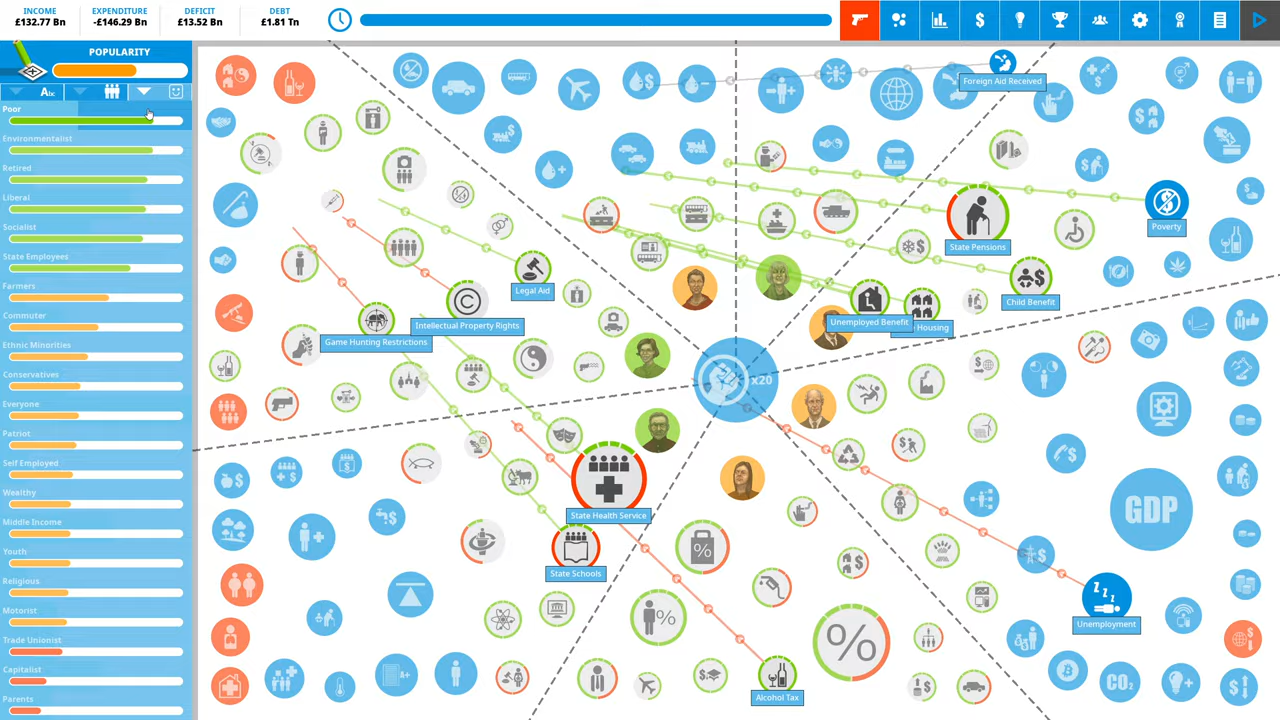 INCOME
£132.77 Bn
EXPENDITURE
-£146.29 Bn
DEFICIT
£13.52 Bn
DEBT
£1.81 Tn
$
POPULARITY
Abc
Poor
Environmentalist
Retired
Liberal
Socialist
State Employees
Farmers
Commuter
Ethnic Minorities
Conservatives
Everyone
Patriot
Self Employed
Wealthy
Middle Income
Youth
Religious
Motorist
Trade Unionist
Capitalist
Parents
Foreign Aid Received
Poverty
State Pensions
Child Benefit
Legal Aid
Unemployed Benefit
Housing
Intellectual Property Rights
Game Hunting Restrictions
x20
State Health Service
State Schools
GDP
Unemployment
Alcohol Tax
%
CO₂
A+